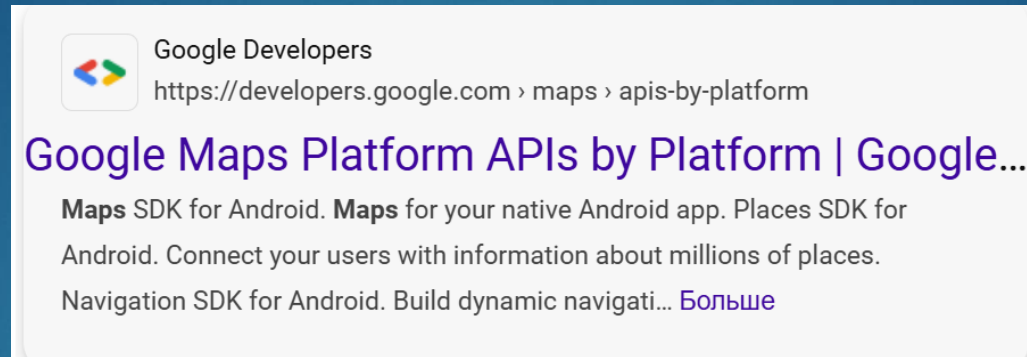 Google Developers
https://developers.google.com › maps › apis-by-platform
Google Maps Platform APIs by Platform | Google...
Maps SDK for Android. Maps for your native Android app. Places SDK for
Android. Connect your users with information about millions of places.
Navigation SDK for Android. Build dynamic navigati... Больше